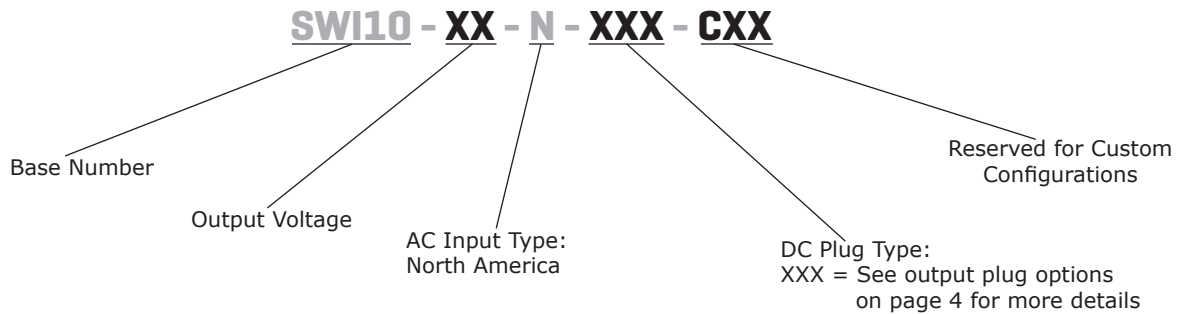 SWI10 - XX - N - XXX - CXX
Base Number
Output Voltage
AC Input Type:
North America
DC Plug Type:
XXX = See output plug options
on page 4 for more details
Reserved for Custom
Configurations